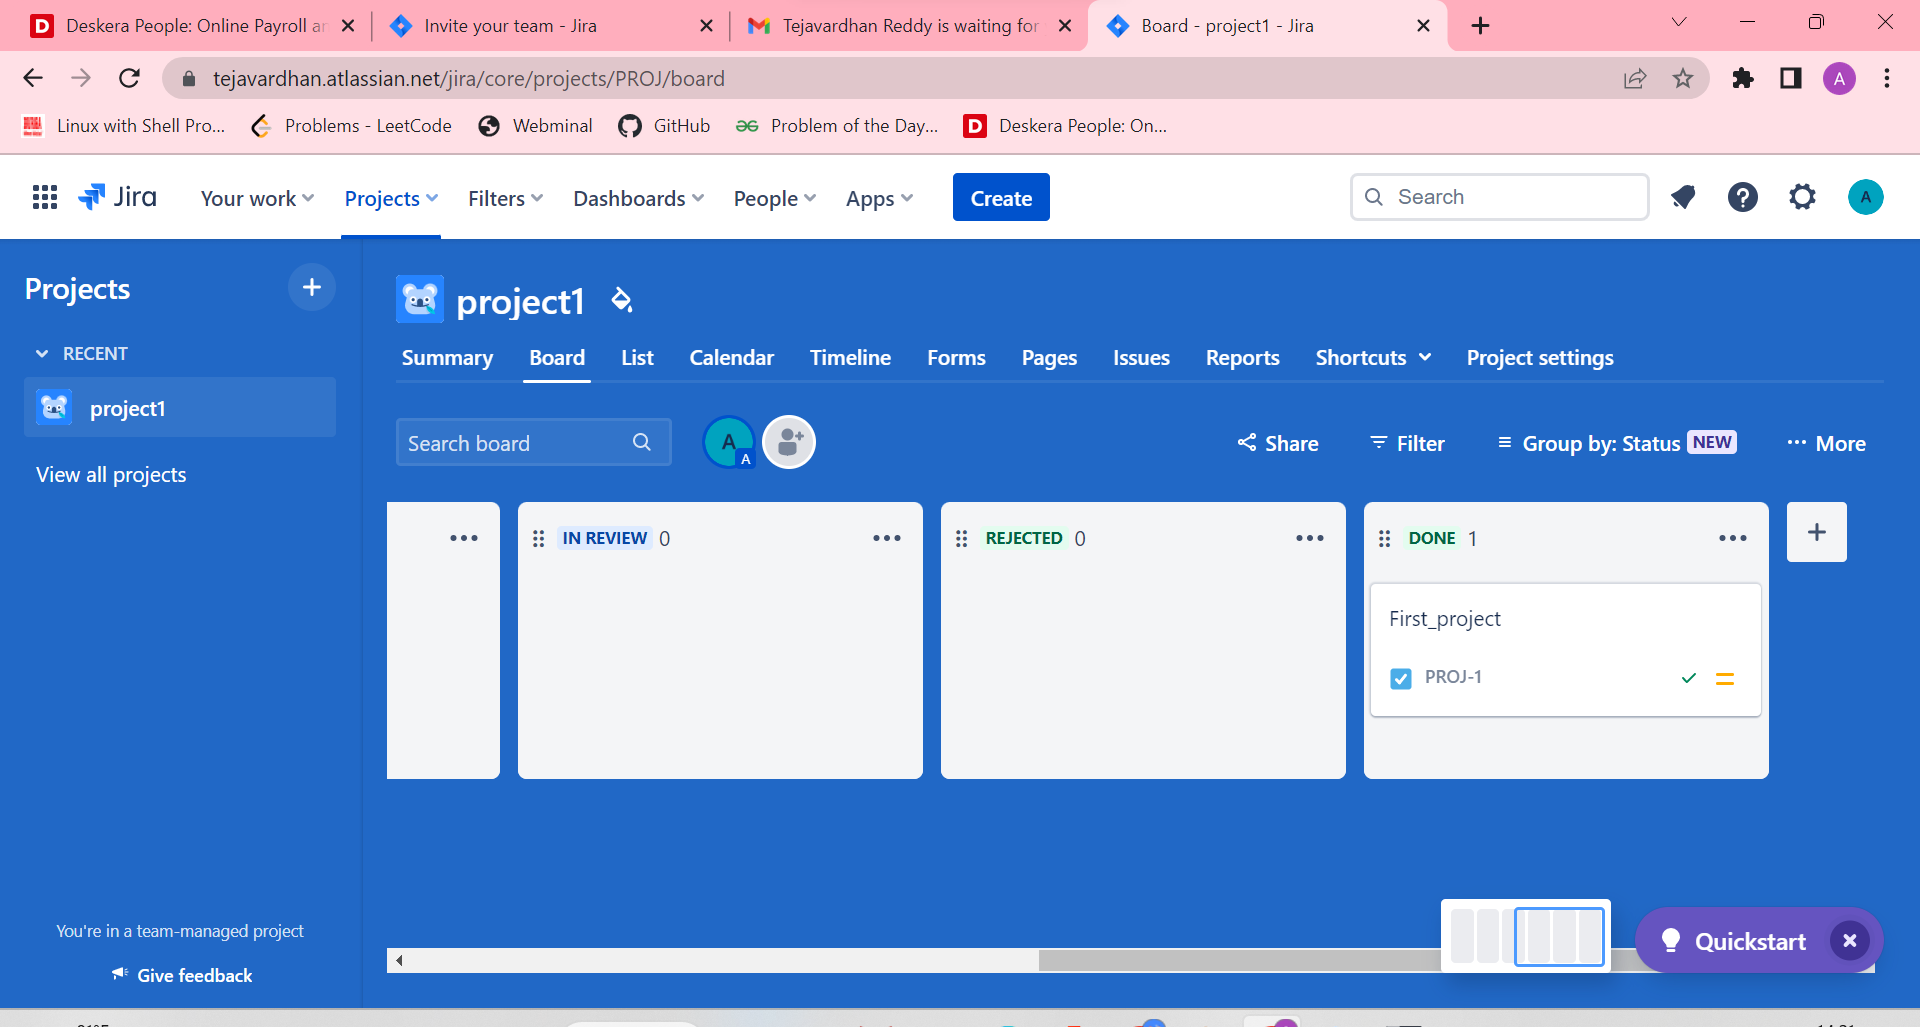 Deskera People: Online Payroll ar
Invite your team - Jira
Tejavardhan Reddy is waiting for
Board - project1 - Jira
tejavardhan.atlassian.net/jira/core/projects/PROJ/board
A
Linux with Shell Pro...
Problems - LeetCode
Webminal
GitHub
Problem of the Day...
D
Deskera People: On...
Jira
Your work
Projects
Filters
Dashboards
People
Apps
Create
Search
A
Projects
RECENT
project1
View all projects
You're in a team-managed project
Give feedback
project1
Summary
Board
List
Calendar
Timeline
Forms
Pages
Issues
Reports
Shortcuts
Project settings
Search board
A
A
Share
Filter
Group by: Status NEW
More
IN REVIEW 0
REJECTED 0
DONE 1
First_project
PROJ-1
Quickstart